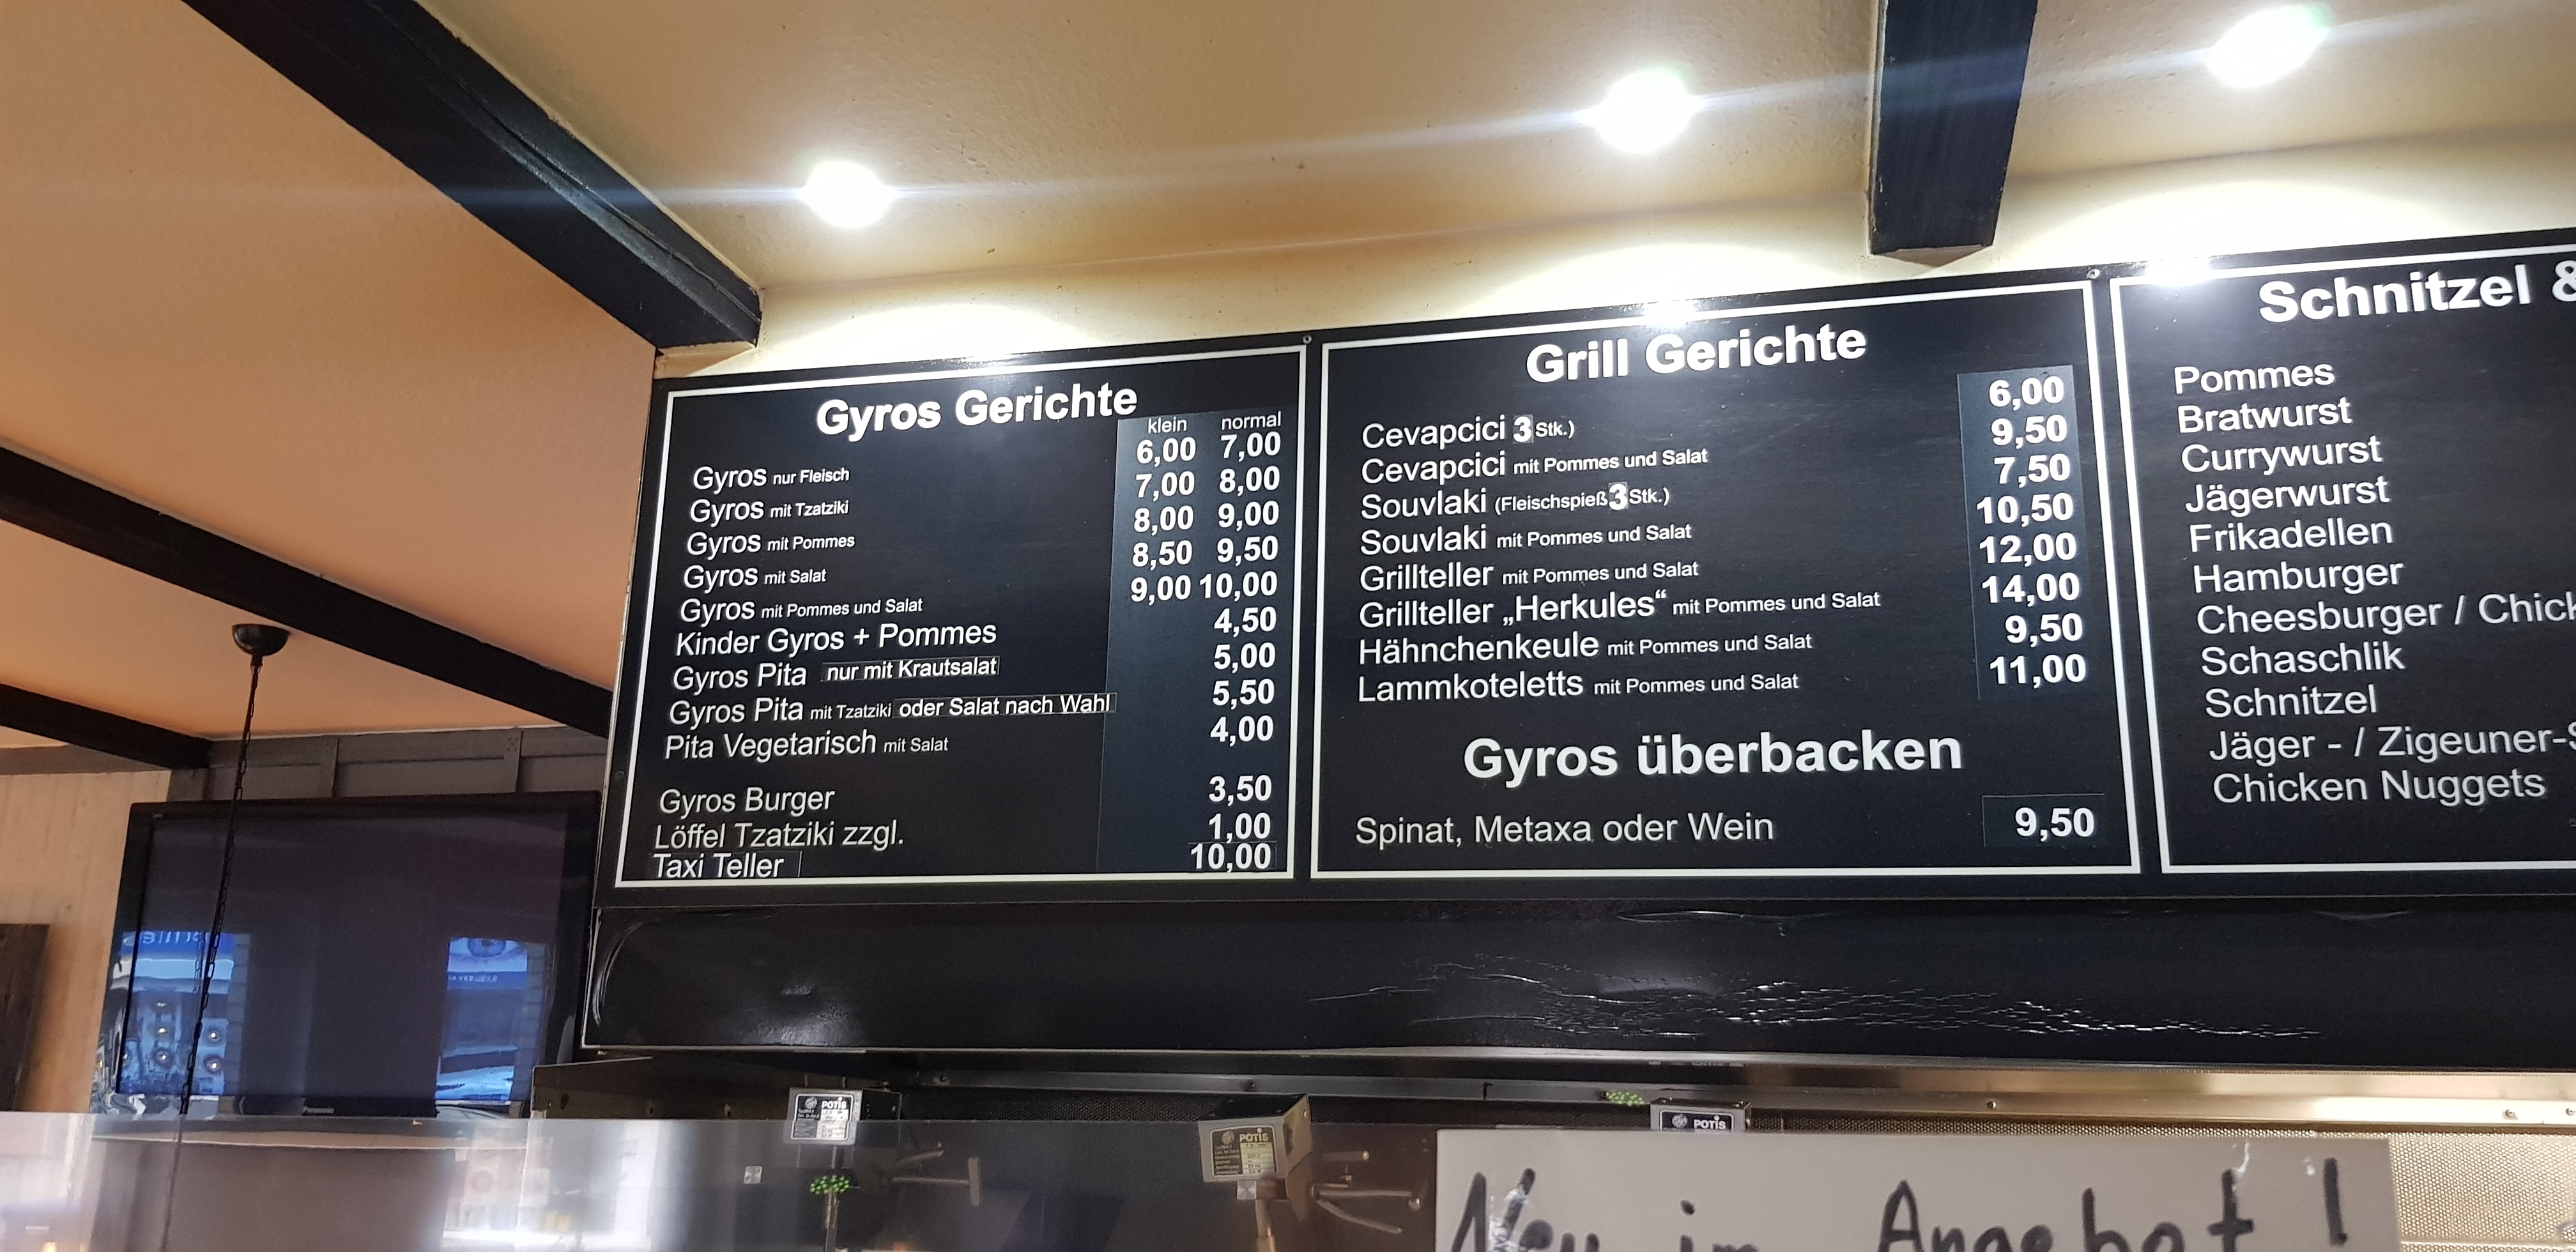 Gyros Gerichte
klein normal
Gyros nur Fleisch 6,00 7,00
Gyros mit Tzatziki 7,00 8,00
Gyros mit Pommes 8,00 9,00
Gyros mit Salat 8,50 9,50
Gyros mit Pommes und Salat 9,00 10,00
Kinder Gyros + Pommes 4,50
Gyros Pita nur mit Krautsalat 5,00
Gyros Pita mit Tzatziki oder Salat nach Wahl 5,50
Pita Vegetarisch mit Salat 4,00
Gyros Burger 3,50
Löffel Tzatziki zzgl. 1,00
Taxi Teller 10,00
Grill Gerichte
Cevapcici 3 Stk.) 6,00
Cevapcici mit Pommes und Salat 9,50
Souvlaki (Fleischspieß 3 Stk.) 7,50
Souvlaki mit Pommes und Salat 10,50
Grillteller mit Pommes und Salat 12,00
Grillteller „Herkules“ mit Pommes und Salat 14,00
Hähnchenkeule mit Pommes und Salat 9,50
Lammkoteletts mit Pommes und Salat 11,00
Gyros überbacken
Spinat, Metaxa oder Wein 9,50
Schnitzel &
Pommes
Bratwurst
Currywurst
Jägerwurst
Frikadellen
Hamburger
Cheesburger / Chick
Schaschlik
Schnitzel
Jäger - / Zigeuner-S
Chicken Nuggets
Panasonic
POTIS
POTIS
POTIS
Neu im Angebot !